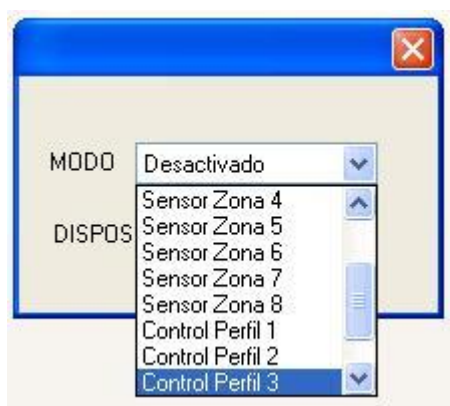 MODO Desactivado
Sensor Zona 4
DISPOS Sensor Zona 5
Sensor Zona 6
Sensor Zona 7
Sensor Zona 8
Control Perfil 1
Control Perfil 2
Control Perfil 3